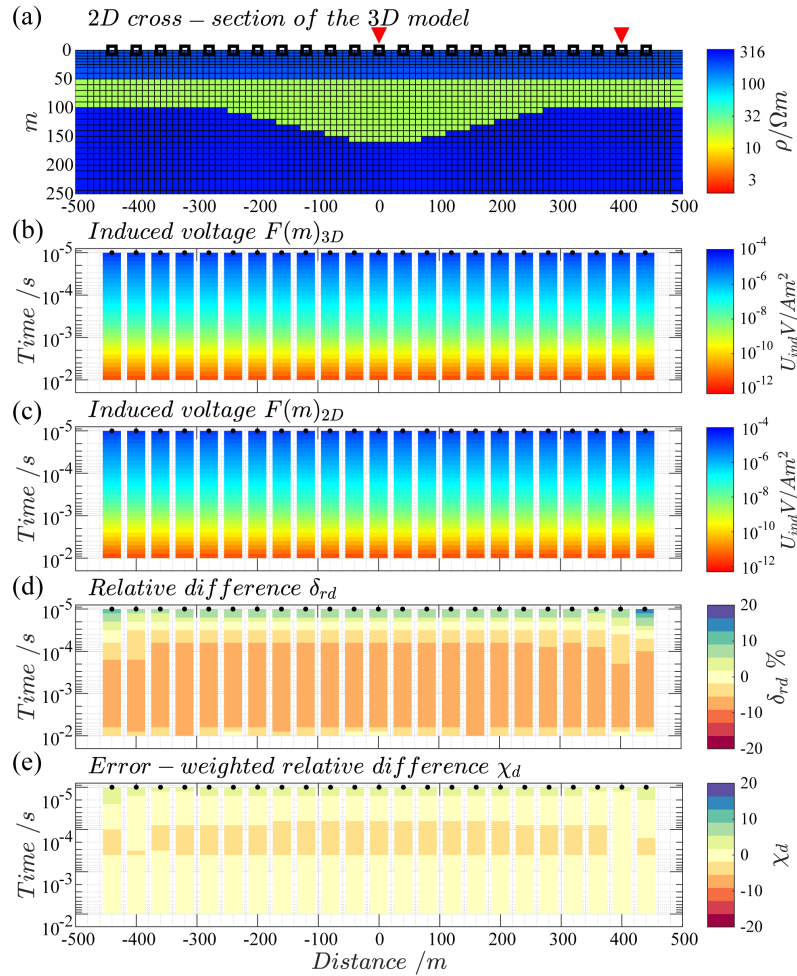 (a) 2D cross-section of the 3D model
0
50
100
150
200
250
m
-500 -400 -300 -200 -100 0 100 200 300 400 500
316
100
32
10
3
ρ/Ωm
(b) Induced voltage F(m)3D
10-5
10-4
10-3
10-2
Time /s
10-4
10-6
10-8
10-10
10-12
UindV/Am2
(c) Induced voltage F(m)2D
10-5
10-4
10-3
10-2
Time /s
10-4
10-6
10-8
10-10
10-12
UindV/Am2
(d) Relative difference δrd
10-5
10-4
10-3
10-2
Time /s
20
10
0
-10
-20
δrd %
(e) Error-weighted relative difference χd
10-5
10-4
10-3
10-2
Time /s
20
10
0
-10
-20
χd
-500 -400 -300 -200 -100 0 100 200 300 400 500
Distance /m